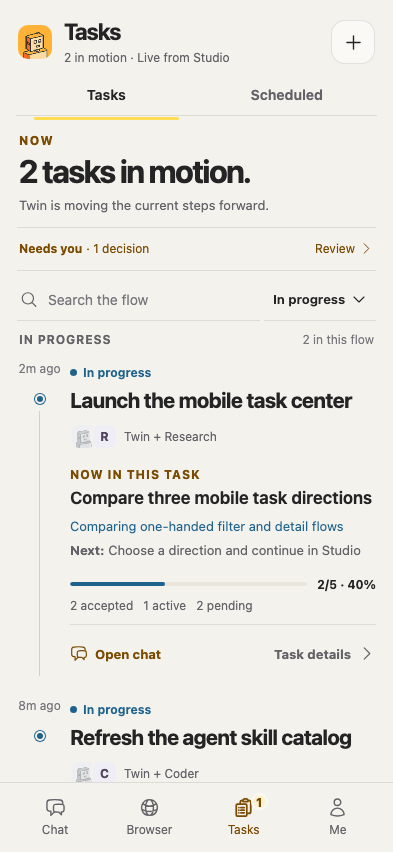 Tasks
2 in motion · Live from Studio
Tasks
Scheduled
NOW
2 tasks in motion.
Twin is moving the current steps forward.
Needs you · 1 decision
Review
Search the flow
In progress
IN PROGRESS
2 in this flow
2m ago
In progress
Launch the mobile task center
R
Twin + Research
NOW IN THIS TASK
Compare three mobile task directions
Comparing one-handed filter and detail flows
Next: Choose a direction and continue in Studio
2/5 · 40%
2 accepted 1 active 2 pending
Open chat
Task details
8m ago
In progress
Refresh the agent skill catalog
C
Twin + Coder
1
Chat
Browser
Tasks
Me